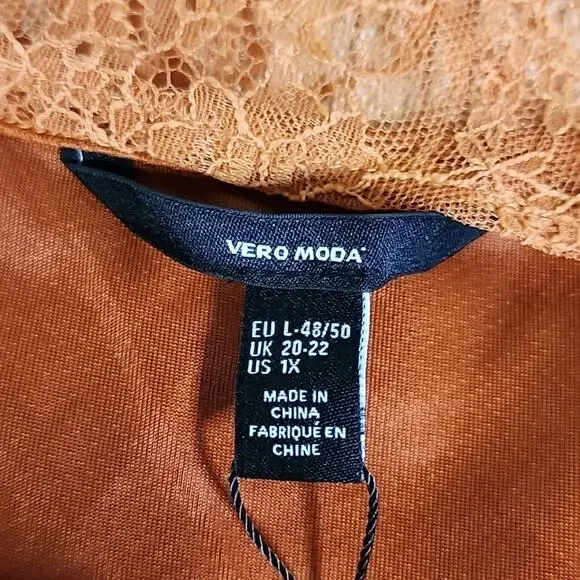 VERO MODA
EU L-48/50
UK 20-22
US 1X
MADE IN
CHINA
FABRIQUÉ EN
CHINE